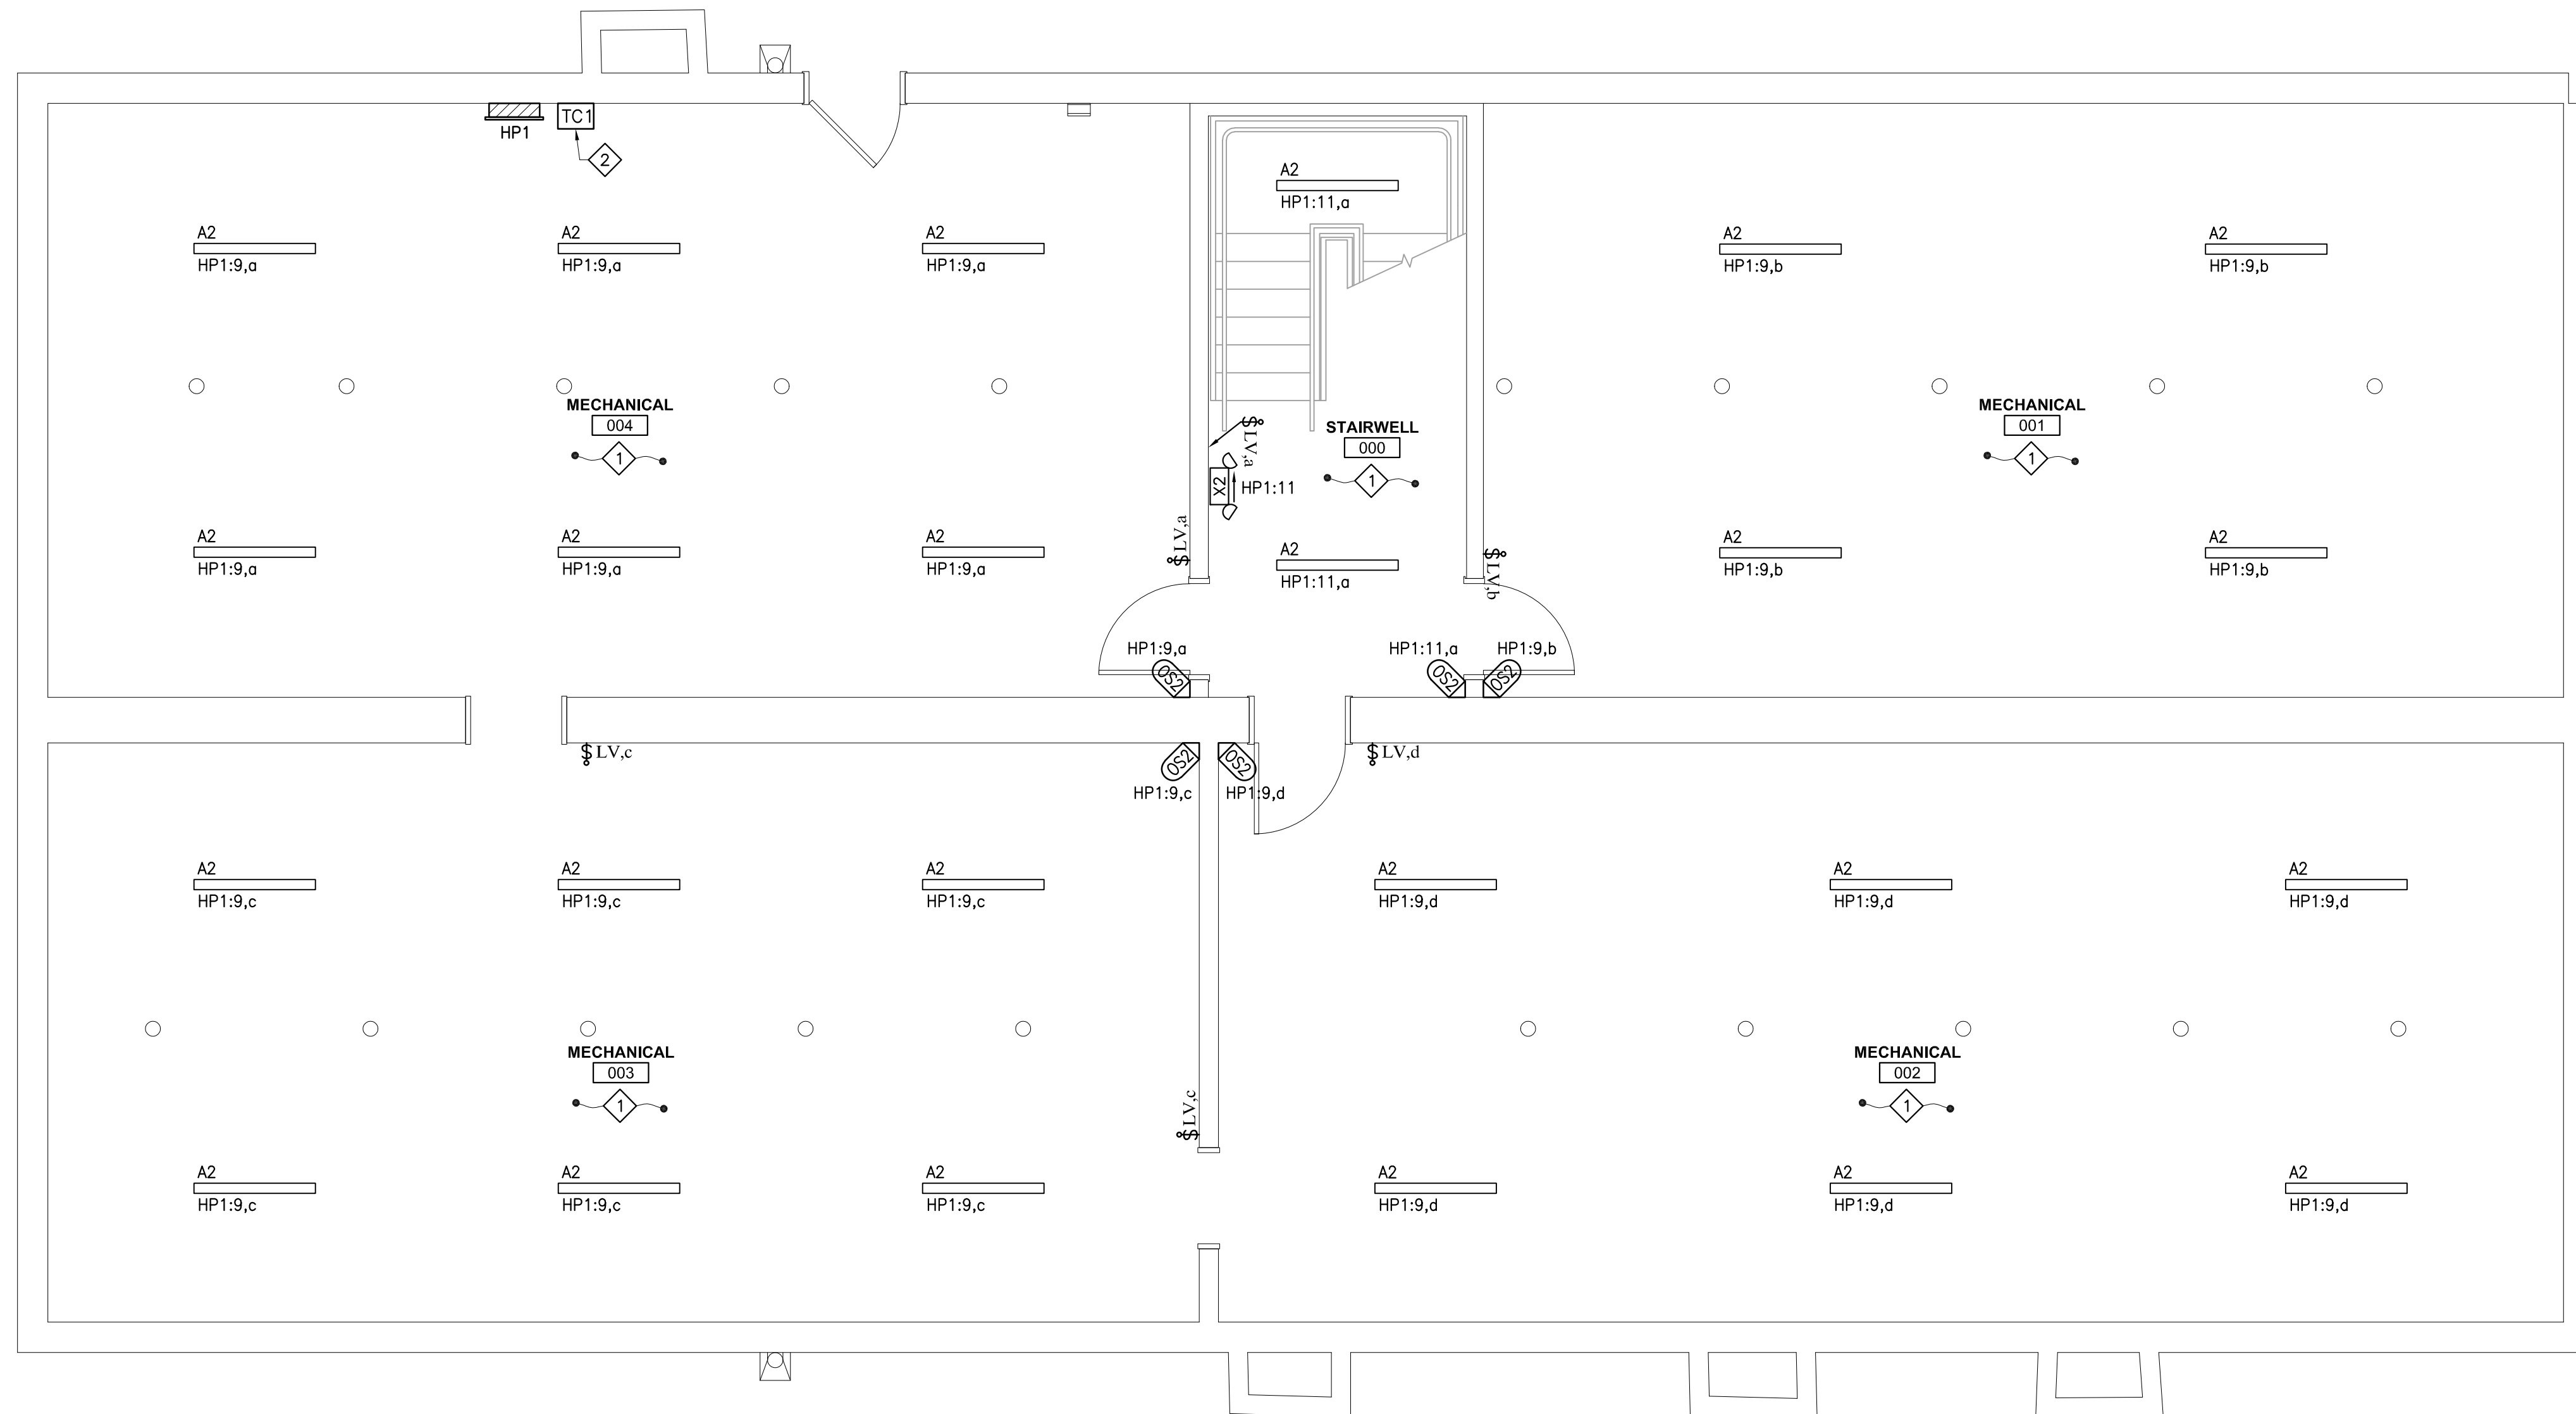 HP1
TC1
2
A2
HP1:11,a
A2
HP1:9,a
A2
HP1:9,a
A2
HP1:9,a
A2
HP1:9,b
A2
HP1:9,b
MECHANICAL
004
1
$LV,a
STAIRWELL
000
1
X2
HP1:11
MECHANICAL
001
1
A2
HP1:9,a
A2
HP1:9,a
A2
HP1:9,a
$LV,a
A2
HP1:11,a
$LV,b
A2
HP1:9,b
A2
HP1:9,b
HP1:9,a
OS2
HP1:11,a
OS2
HP1:9,b
OS2
$LV,c
OS2
HP1:9,c
OS2
HP1:9,d
$LV,d
A2
HP1:9,c
A2
HP1:9,c
A2
HP1:9,c
A2
HP1:9,d
A2
HP1:9,d
A2
HP1:9,d
MECHANICAL
003
1
$LV,c
MECHANICAL
002
1
A2
HP1:9,c
A2
HP1:9,c
A2
HP1:9,c
A2
HP1:9,d
A2
HP1:9,d
A2
HP1:9,d